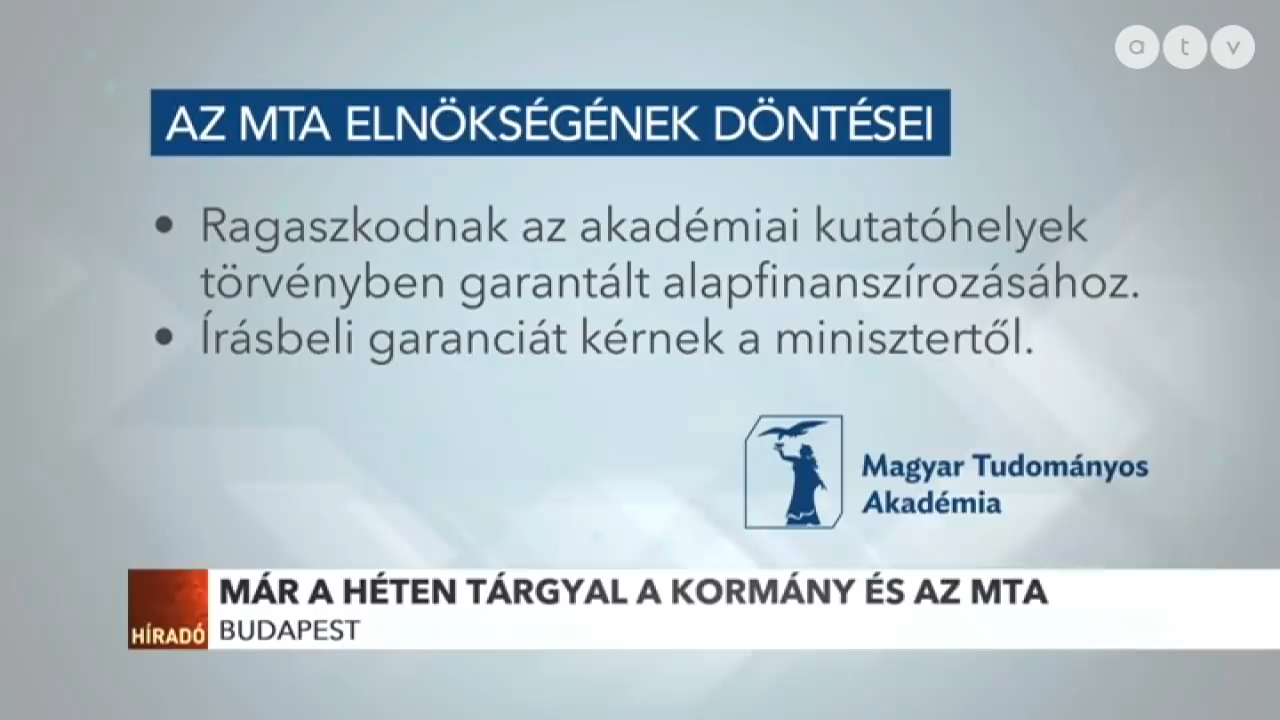 a t v
AZ MTA ELNÖKSÉGÉNEK DÖNTÉSEI
• Ragaszkodnak az akadémiai kutatóhelyek
törvényben garantált alapfinanszírozásához.
• Írásbeli garanciát kérnek a minisztertől.
Magyar Tudományos
Akadémia
MÁR A HÉTEN TÁRGYAL A KORMÁNY ÉS AZ MTA
HÍRADÓ
BUDAPEST